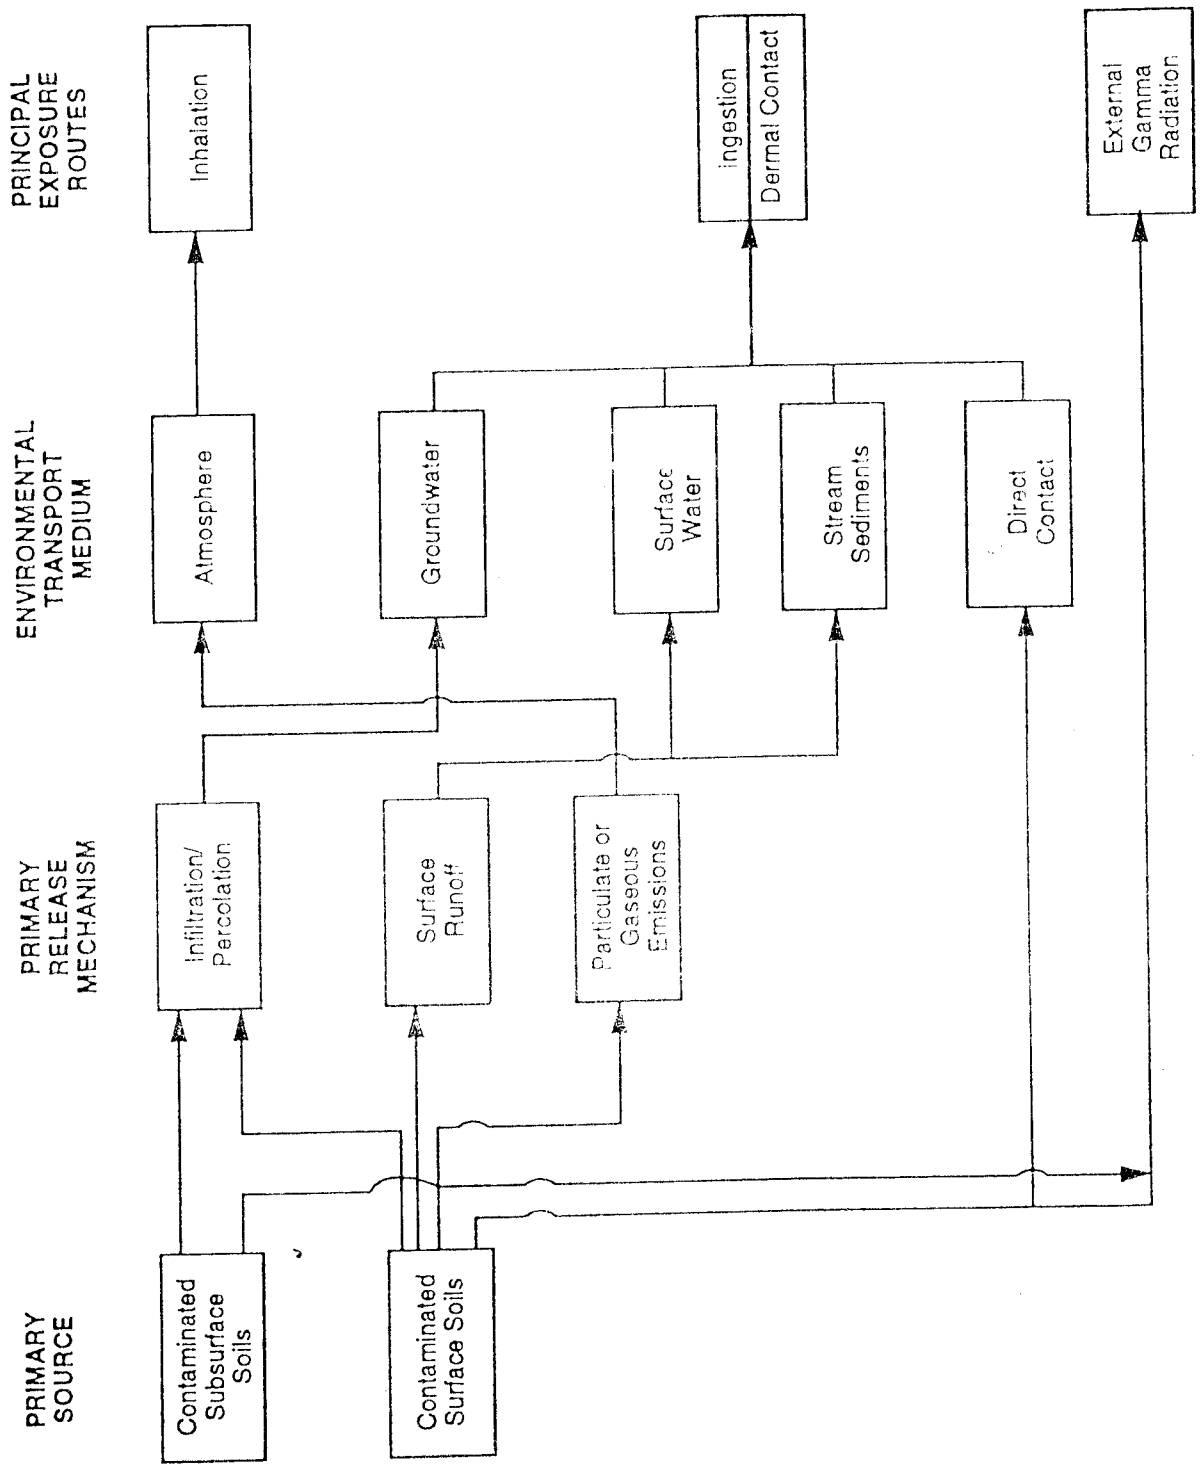 PRIMARY
SOURCE
PRIMARY
RELEASE
MECHANISM
ENVIRONMENTAL
TRANSPORT
MEDIUM
PRINCIPAL
EXPOSURE
ROUTES
Contaminated
Subsurface
Soils
Infiltration/
Percolation
Atmosphere
Inhalation
Contaminated
Surface Soils
Surface
Runoff
Groundwater
Particulate or
Gaseous
Emissions
Surface
Water
Ingestion
Dermal Contact
Stream
Sediments
Direct
Contact
External
Gamma
Radiation